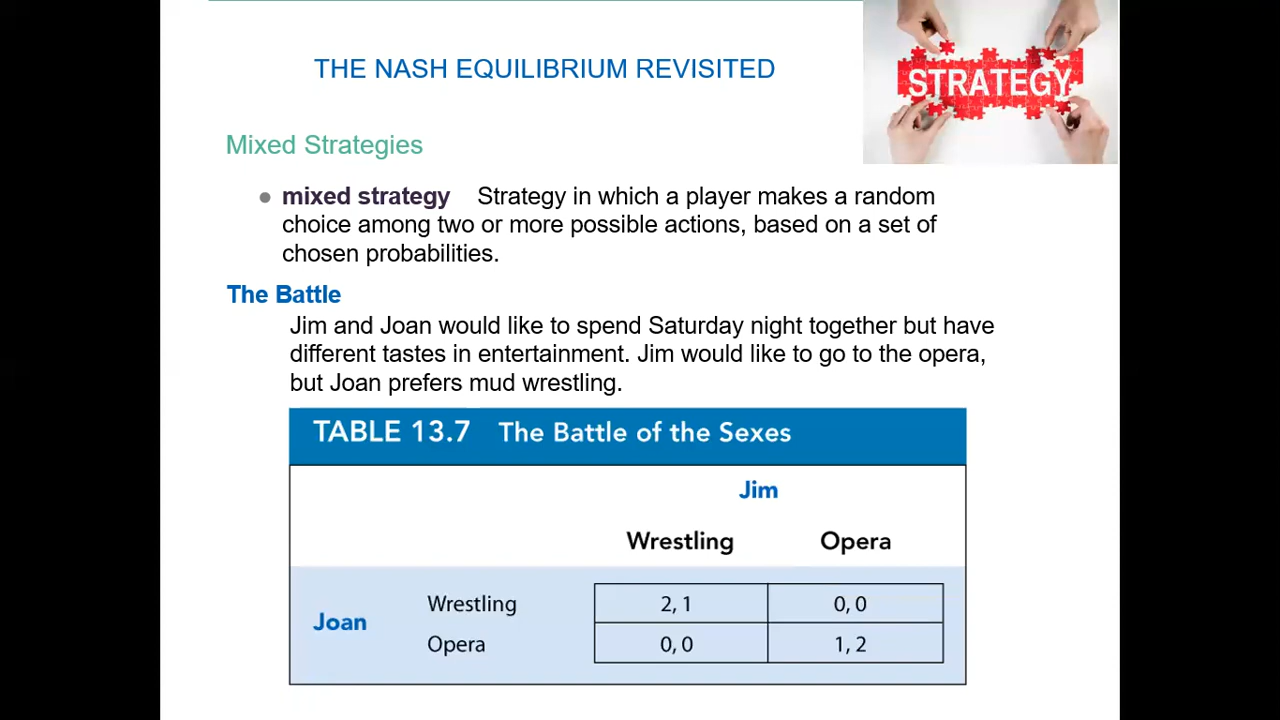 THE NASH EQUILIBRIUM REVISITED
STRATEGY
Mixed Strategies
● mixed strategy Strategy in which a player makes a random
choice among two or more possible actions, based on a set of
chosen probabilities.
The Battle
Jim and Joan would like to spend Saturday night together but have
different tastes in entertainment. Jim would like to go to the opera,
but Joan prefers mud wrestling.
TABLE 13.7 The Battle of the Sexes
Jim
Wrestling Opera
Joan
Wrestling 2, 1 0, 0
Opera 0, 0 1, 2